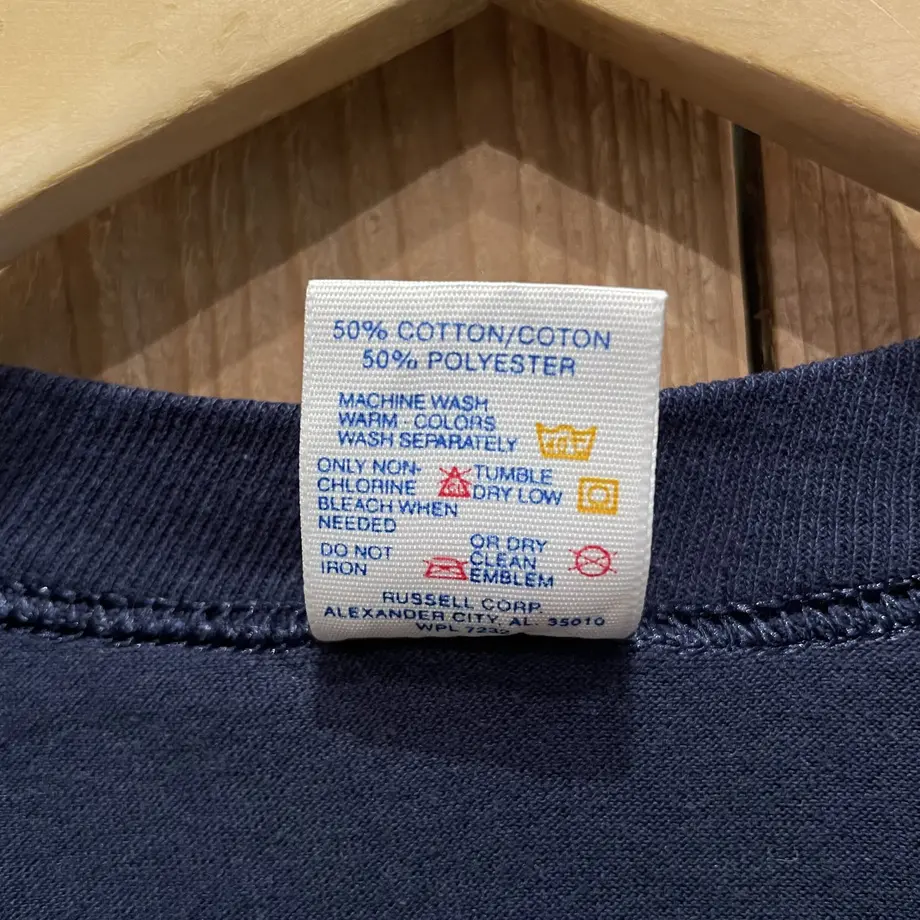 50% COTTON/COTON
50% POLYESTER
MACHINE WASH
WARM COLORS
WASH SEPARATELY
ONLY NON-
CHLORINE
BLEACH WHEN
NEEDED
TUMBLE
DRY LOW
DO NOT
IRON
OR DRY
CLEAN
EMBLEM
RUSSELL CORP.
ALEXANDER CITY, AL. 35010
WPL